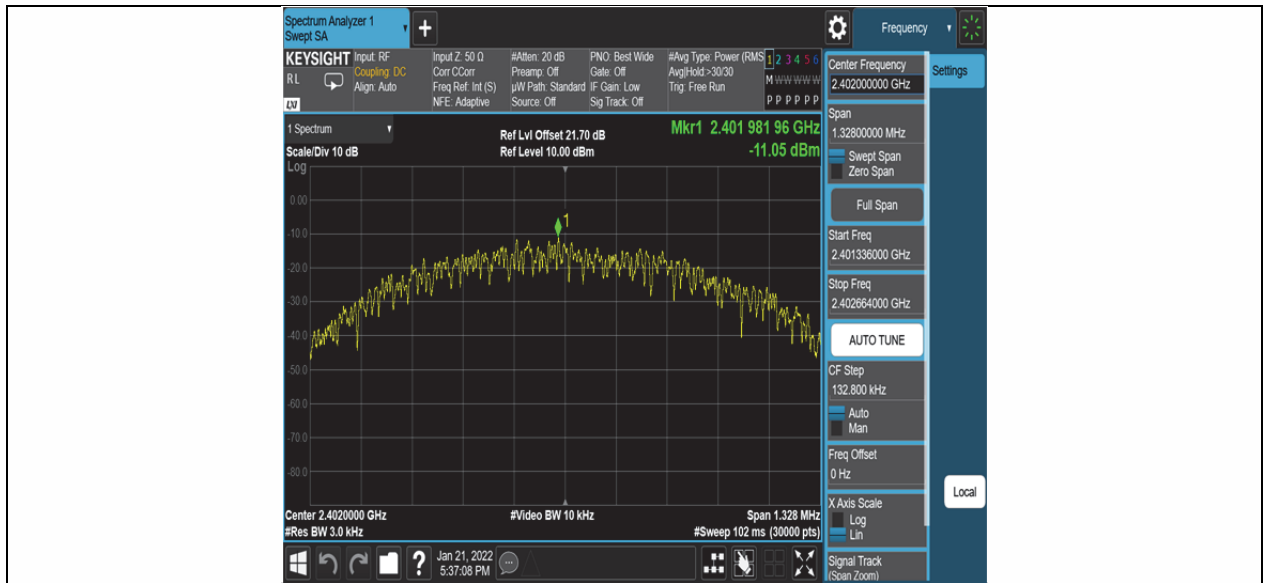 Spectrum Analyzer 1
Swept SA
+
Frequency
KEYSIGHT
RL
LXI
Input: RF
Coupling: DC
Align: Auto
Input Z: 50 Ω
Corr CCorr
Freq Ref: Int (S)
NFE: Adaptive
#Atten: 20 dB
Preamp: Off
µW Path: Standard
Source: Off
PNO: Best Wide
Gate: Off
IF Gain: Low
Sig Track: Off
#Avg Type: Power (RMS
Avg|Hold:>30/30
Trig: Free Run
1 2 3 4 5 6
M W W W W W
P P P P P P
Center Frequency
2.402000000 GHz
Settings
Span
1.32800000 MHz
Swept Span
Zero Span
Full Span
Start Freq
2.401336000 GHz
Stop Freq
2.402664000 GHz
AUTO TUNE
CF Step
132.800 kHz
Auto
Man
Freq Offset
0 Hz
X Axis Scale
Log
Lin
Local
Signal Track
(Span Zoom)
1 Spectrum
Scale/Div 10 dB
Log
Ref Lvl Offset 21.70 dB
Ref Level 10.00 dBm
Mkr1 2.401 981 96 GHz
-11.05 dBm
0.00
-10.0
-20.0
-30.0
-40.0
-50.0
-60.0
-70.0
-80.0
1
Center 2.4020000 GHz
#Res BW 3.0 kHz
#Video BW 10 kHz
Span 1.328 MHz
#Sweep 102 ms (30000 pts)
?
Jan 21, 2022
5:37:08 PM